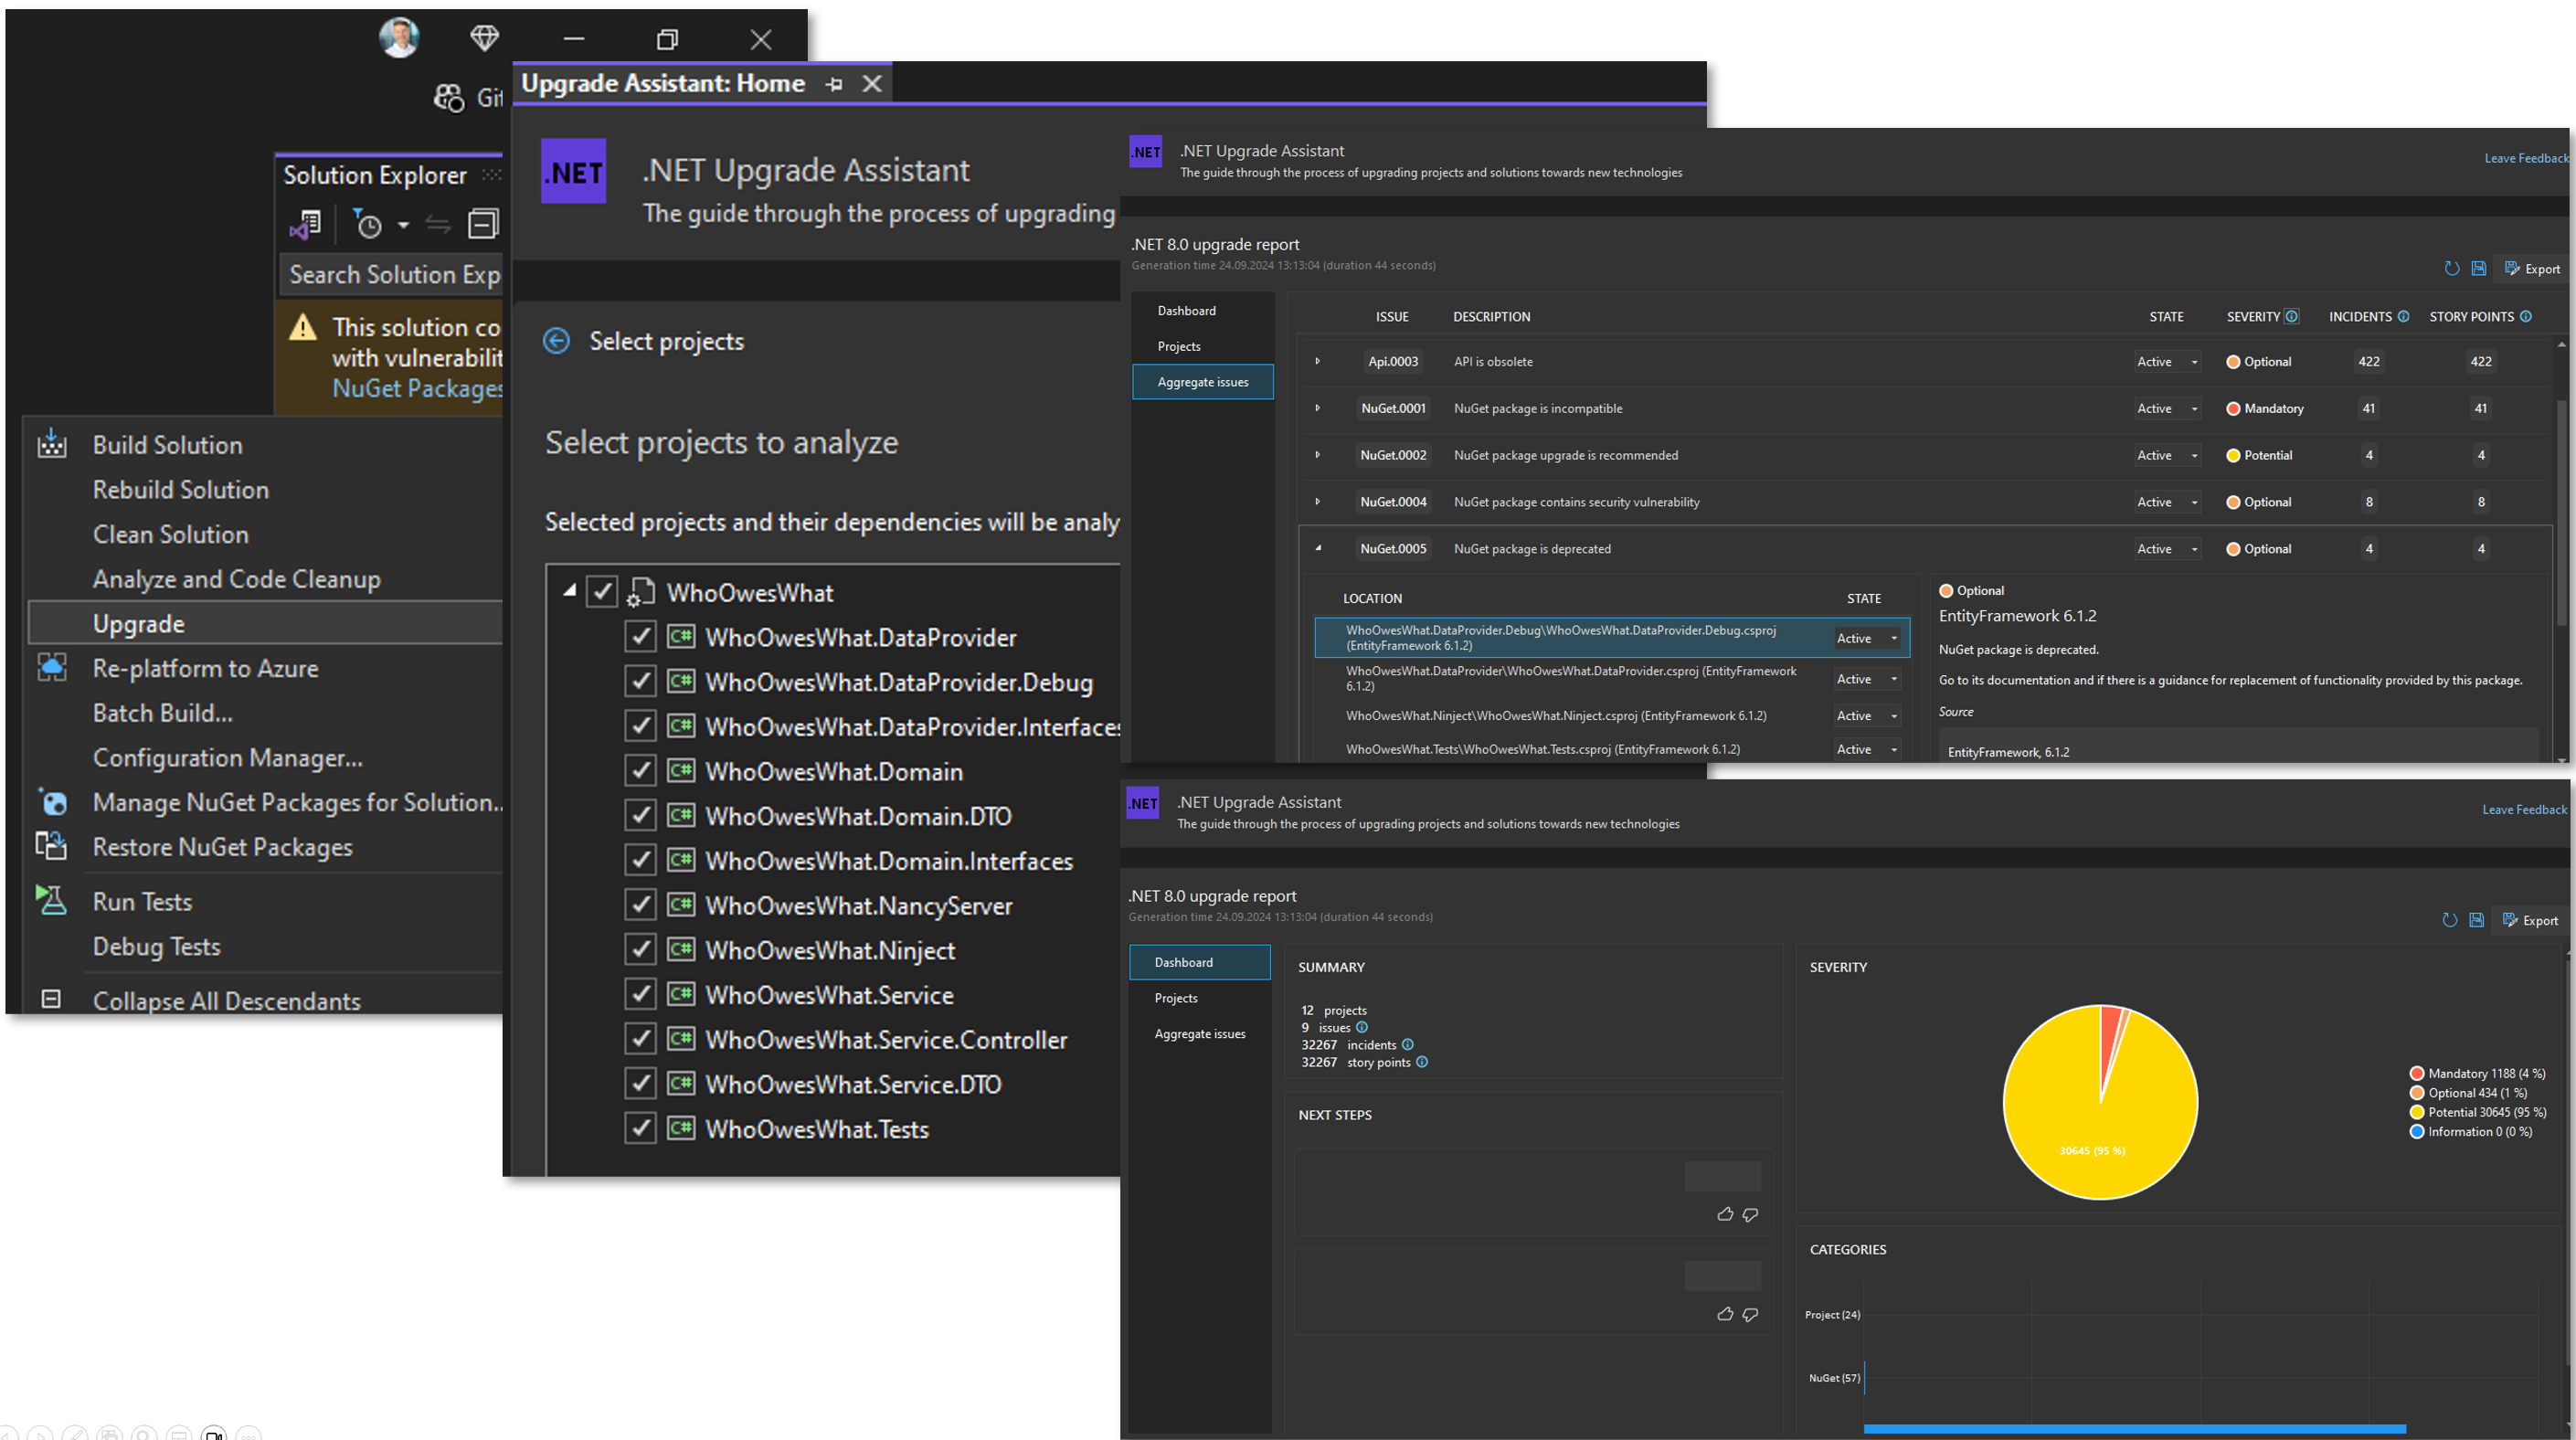 Git
Solution Explorer
Search Solution Exp
This solution co
with vulnerabilit
NuGet Packages
Build Solution
Rebuild Solution
Clean Solution
Analyze and Code Cleanup
Upgrade
Re-platform to Azure
Batch Build...
Configuration Manager...
Manage NuGet Packages for Solution..
Restore NuGet Packages
Run Tests
Debug Tests
Collapse All Descendants
Upgrade Assistant: Home
.NET
.NET Upgrade Assistant
The guide through the process of upgrading
Select projects
Select projects to analyze
Selected projects and their dependencies will be analy
WhoOwesWhat
C# WhoOwesWhat.DataProvider
C# WhoOwesWhat.DataProvider.Debug
C# WhoOwesWhat.DataProvider.Interfaces
C# WhoOwesWhat.Domain
C# WhoOwesWhat.Domain.DTO
C# WhoOwesWhat.Domain.Interfaces
C# WhoOwesWhat.NancyServer
C# WhoOwesWhat.Ninject
C# WhoOwesWhat.Service
C# WhoOwesWhat.Service.Controller
C# WhoOwesWhat.Service.DTO
C# WhoOwesWhat.Tests
.NET
.NET Upgrade Assistant
The guide through the process of upgrading projects and solutions towards new technologies
Leave Feedback
.NET 8.0 upgrade report
Generation time 24.09.2024 13:13:04 (duration 44 seconds)
Export
Dashboard
Projects
Aggregate issues
ISSUE DESCRIPTION STATE SEVERITY INCIDENTS STORY POINTS
Api.0003 API is obsolete Active Optional 422 422
NuGet.0001 NuGet package is incompatible Active Mandatory 41 41
NuGet.0002 NuGet package upgrade is recommended Active Potential 4 4
NuGet.0004 NuGet package contains security vulnerability Active Optional 8 8
NuGet.0005 NuGet package is deprecated Active Optional 4 4
LOCATION STATE
WhoOwesWhat.DataProvider.Debug\WhoOwesWhat.DataProvider.Debug.csproj
(EntityFramework 6.1.2) Active
WhoOwesWhat.DataProvider\WhoOwesWhat.DataProvider.csproj (EntityFramework
6.1.2) Active
WhoOwesWhat.Ninject\WhoOwesWhat.Ninject.csproj (EntityFramework 6.1.2) Active
WhoOwesWhat.Tests\WhoOwesWhat.Tests.csproj (EntityFramework 6.1.2) Active
Optional
EntityFramework 6.1.2
NuGet package is deprecated.
Go to its documentation and if there is a guidance for replacement of functionality provided by this package.
Source
EntityFramework, 6.1.2
.NET
.NET Upgrade Assistant
The guide through the process of upgrading projects and solutions towards new technologies
Leave Feedback
.NET 8.0 upgrade report
Generation time 24.09.2024 13:13:04 (duration 44 seconds)
Export
Dashboard
Projects
Aggregate issues
SUMMARY
12 projects
9 issues
32267 incidents
32267 story points
NEXT STEPS
SEVERITY
30645 (95 %)
Mandatory 1188 (4 %)
Optional 434 (1 %)
Potential 30645 (95 %)
Information 0 (0 %)
CATEGORIES
Project (24)
NuGet (57)